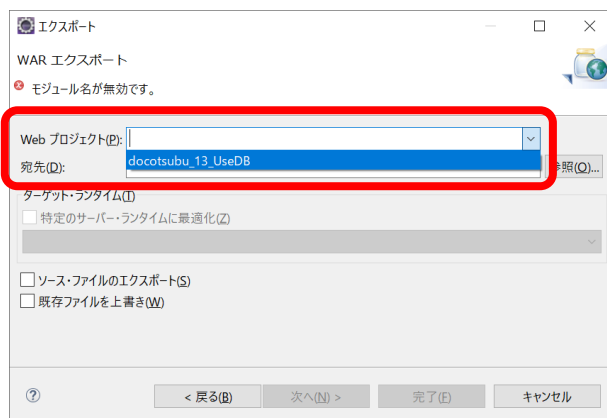 エクスポート
WAR エクスポート
モジュール名が無効です。
Web プロジェクト(P):
docotsubu_13_UseDB
宛先(D):
参照(O)...
ターゲット・ランタイム(T)
特定のサーバー・ランタイムに最適化(Z)
ソース・ファイルのエクスポート(S)
既存ファイルを上書き(W)
< 戻る(B) 次へ(N) > 完了(F) キャンセル